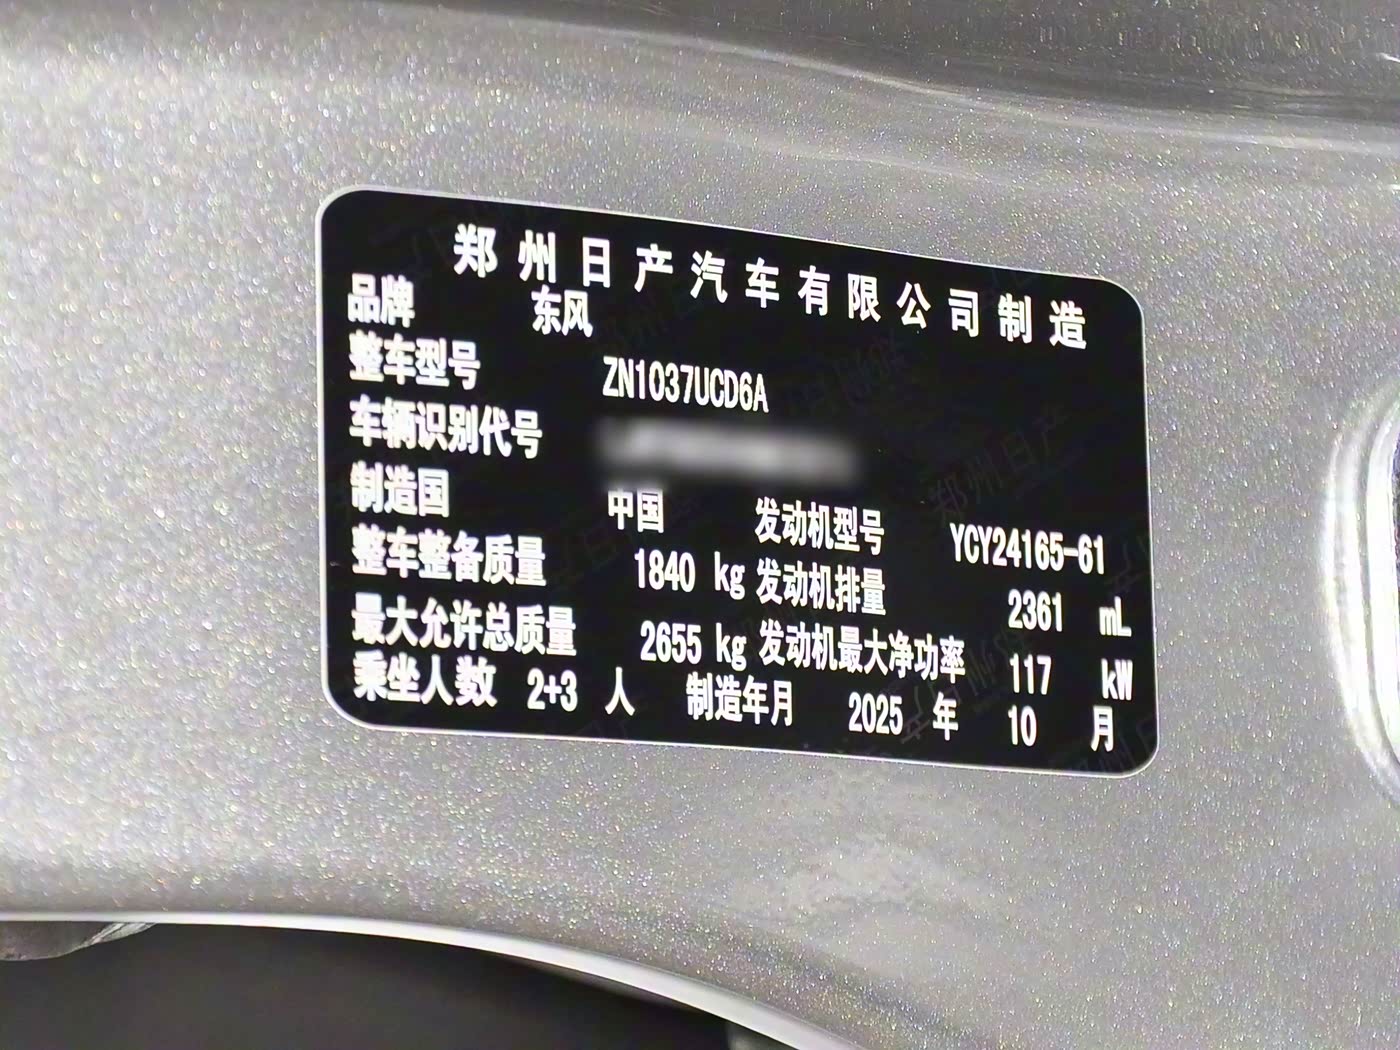 郑州日产汽车有限公司制造
品牌 东风
整车型号 ZN1037UCD6A
车辆识别代号
制造国 中国 发动机型号 YCY24165-61
整车整备质量 1840 kg 发动机排量 2361 mL
最大允许总质量 2655 kg 发动机最大净功率 117 kW
乘坐人数 2+3 人 制造年月 2025 年 10 月